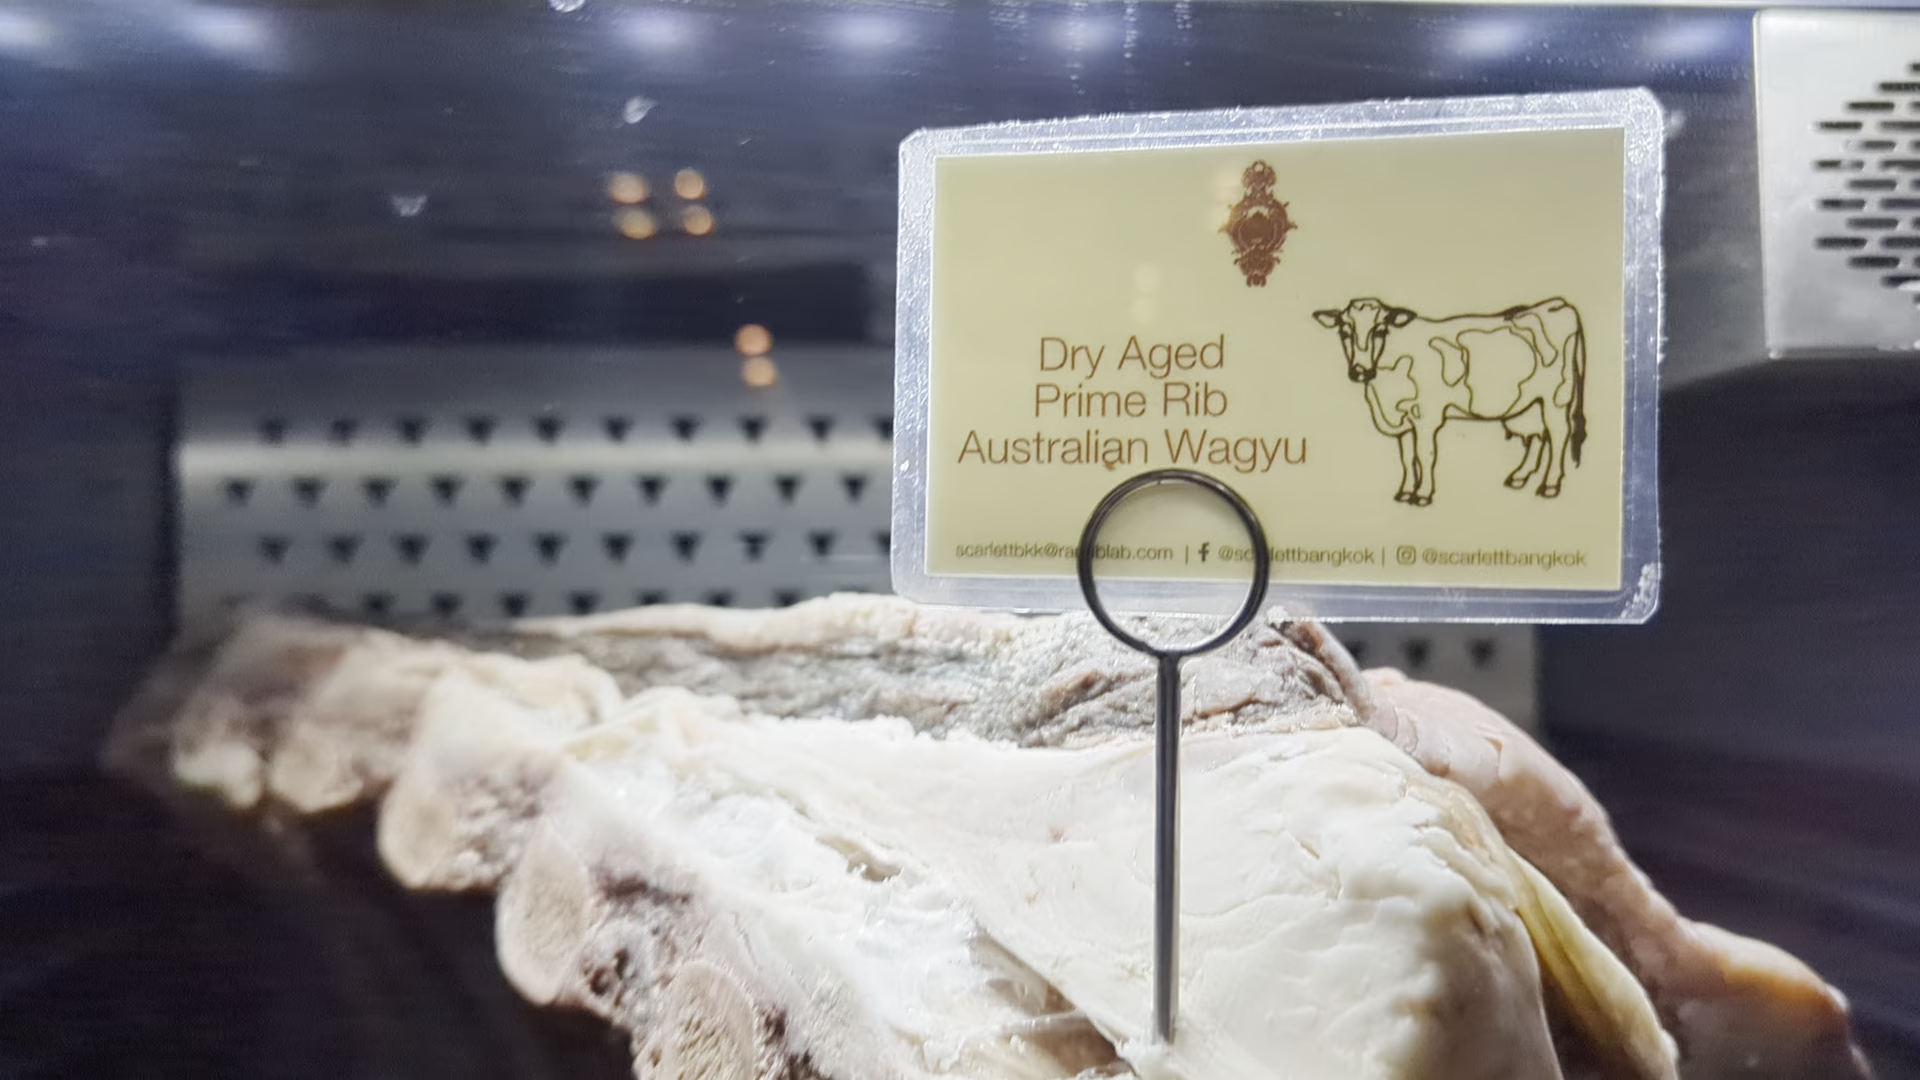 Dry Aged
Prime Rib
Australian Wagyu
| f | @scarlettbangkok